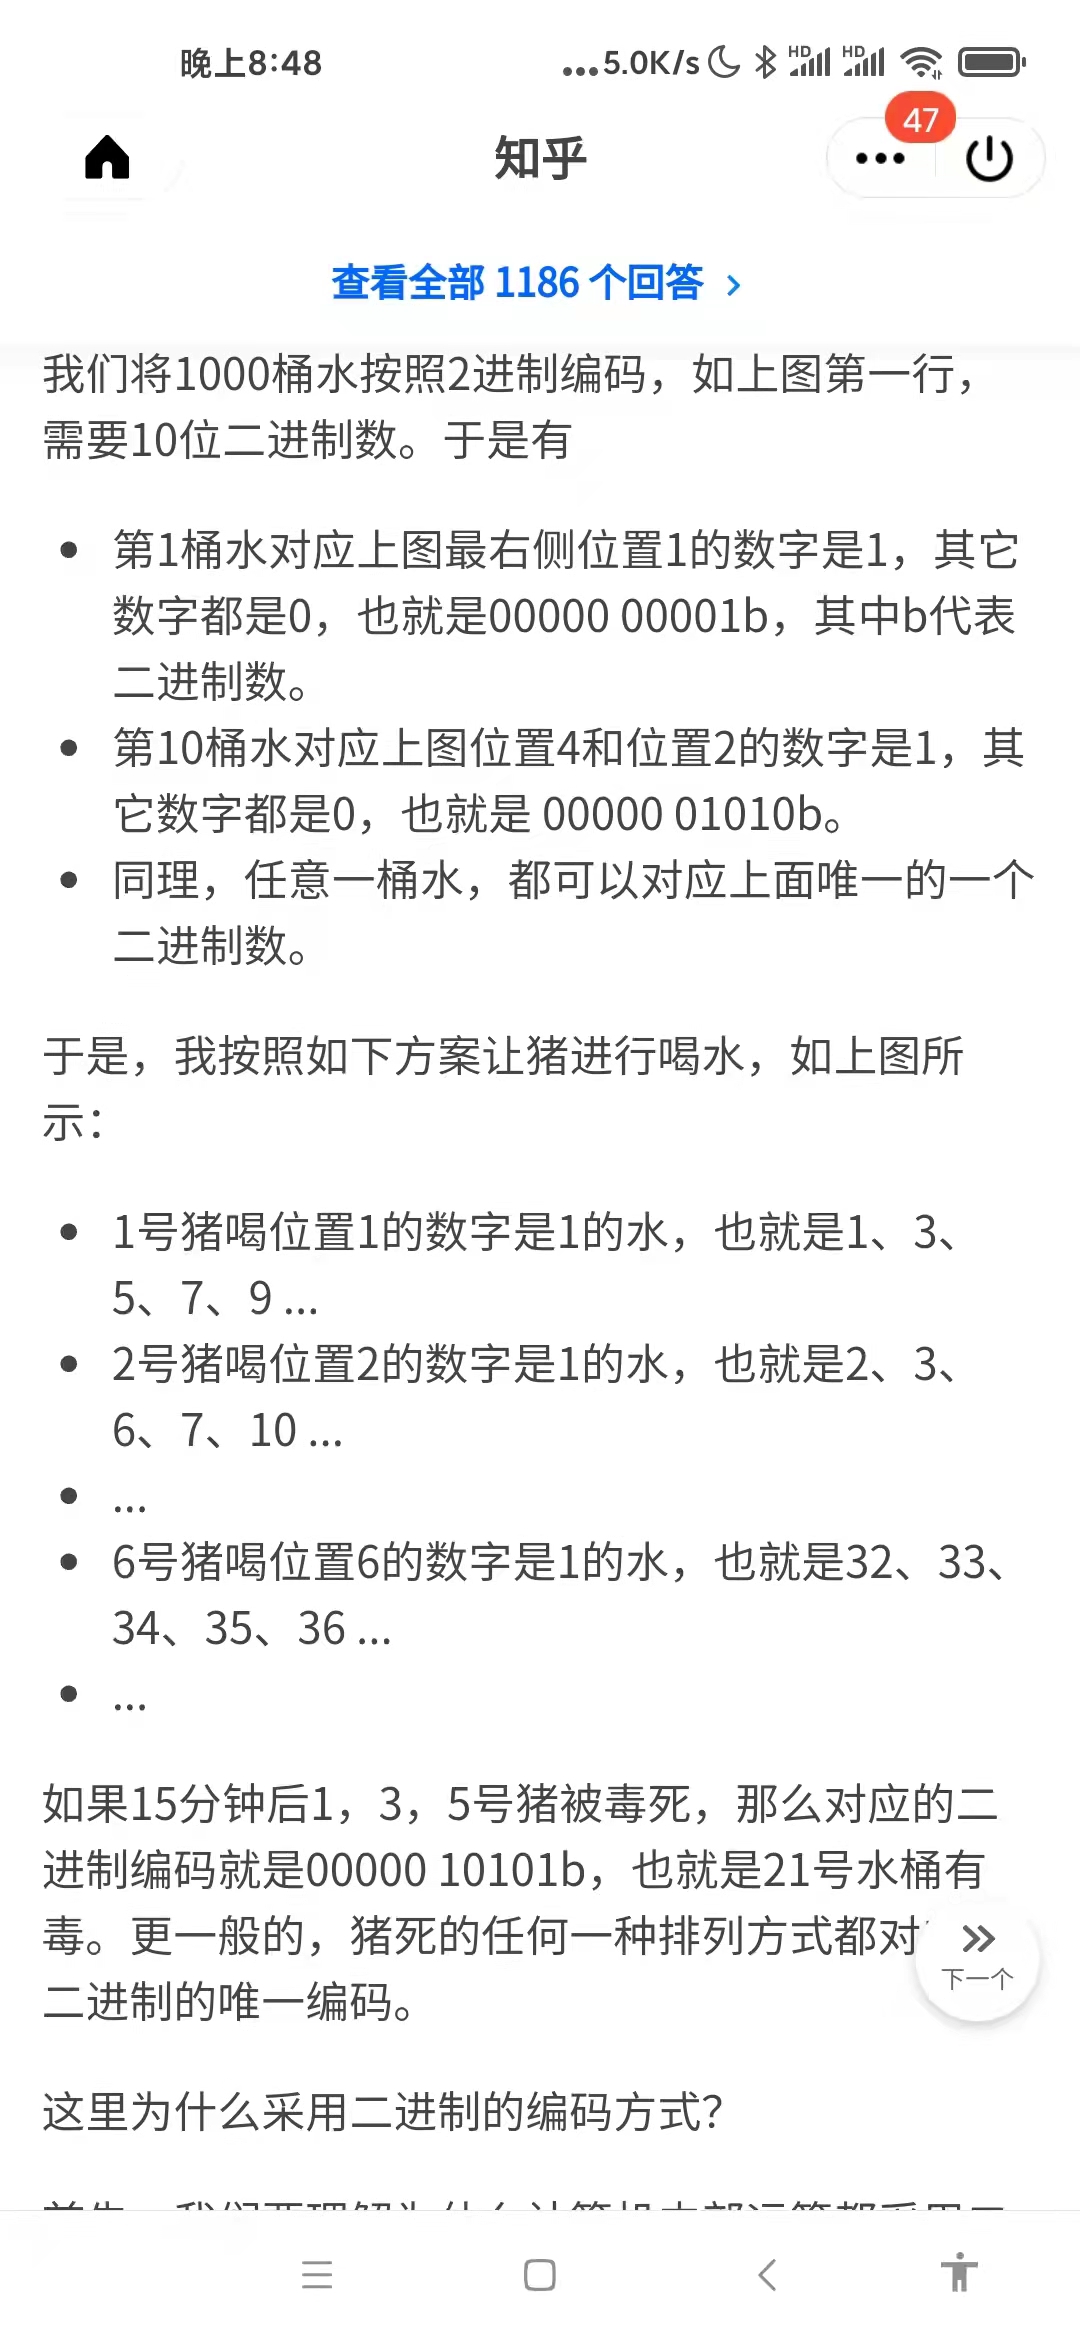 晚上8:48
...5.0K/s
HD
HD
47
知乎
查看全部 1186 个回答
我们将1000桶水按照2进制编码，如上图第一行，
需要10位二进制数。于是有
第1桶水对应上图最右侧位置1的数字是1，其它
数字都是0，也就是00000 00001b，其中b代表
二进制数。
第10桶水对应上图位置4和位置2的数字是1，其
它数字都是0，也就是 00000 01010b。
同理，任意一桶水，都可以对应上面唯一的一个
二进制数。
于是，我按照如下方案让猪进行喝水，如上图所
示：
1号猪喝位置1的数字是1的水，也就是1、3、
5、7、9 ...
2号猪喝位置2的数字是1的水，也就是2、3、
6、7、10 ...
...
6号猪喝位置6的数字是1的水，也就是32、33、
34、35、36 ...
...
如果15分钟后1，3，5号猪被毒死，那么对应的二
进制编码就是00000 10101b，也就是21号水桶有
毒。更一般的，猪死的任何一种排列方式都对
下一个
二进制的唯一编码。
这里为什么采用二进制的编码方式？